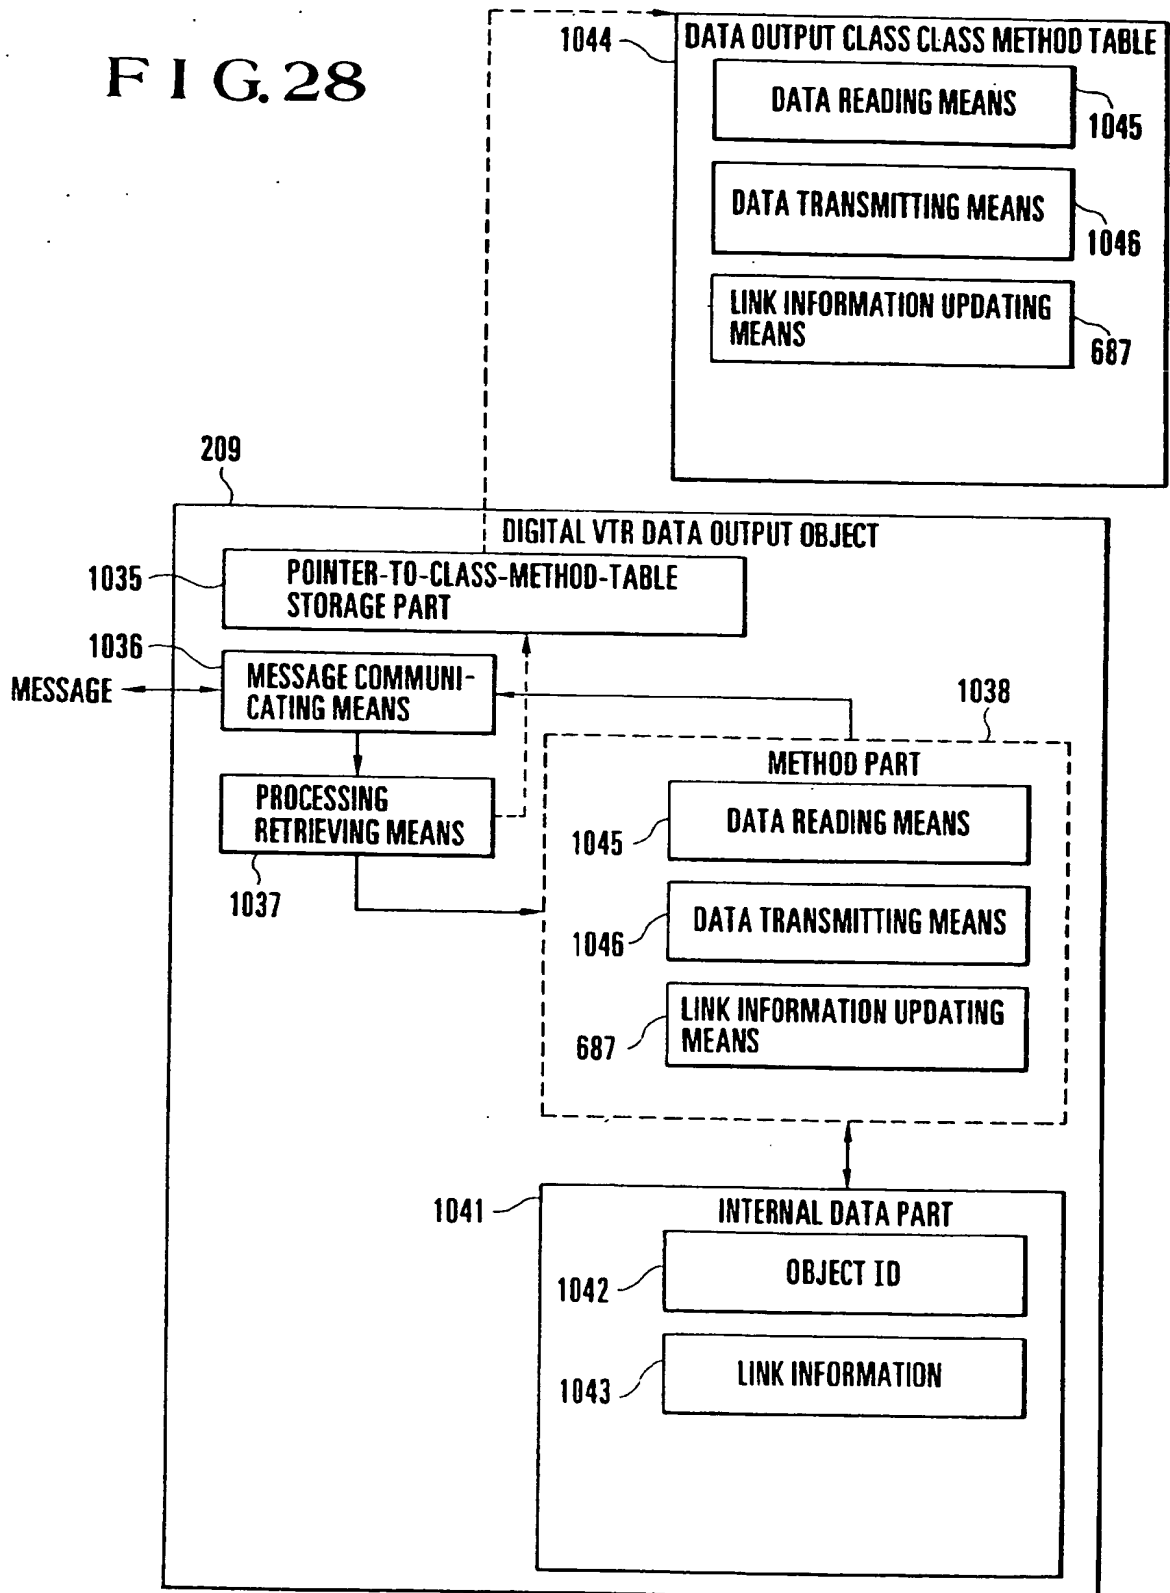 FIG. 28
1044
DATA OUTPUT CLASS CLASS METHOD TABLE
DATA READING MEANS
1045
DATA TRANSMITTING MEANS
1046
LINK INFORMATION UPDATING
MEANS
687
209
DIGITAL VTR DATA OUTPUT OBJECT
1035
POINTER-TO-CLASS-METHOD-TABLE
STORAGE PART
1036
MESSAGE
MESSAGE COMMUNI-
CATING MEANS
1038
PROCESSING
RETRIEVING MEANS
1037
METHOD PART
DATA READING MEANS
1045
DATA TRANSMITTING MEANS
1046
LINK INFORMATION UPDATING
MEANS
687
1041
INTERNAL DATA PART
OBJECT ID
1042
LINK INFORMATION
1043